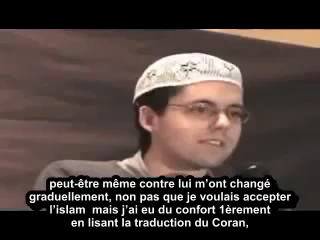 peut-être même contre lui m'ont changé
graduellement, non pas que je voulais accepter
l'islam  mais j'ai eu du confort 1èrement
en lisant la traduction du Coran,